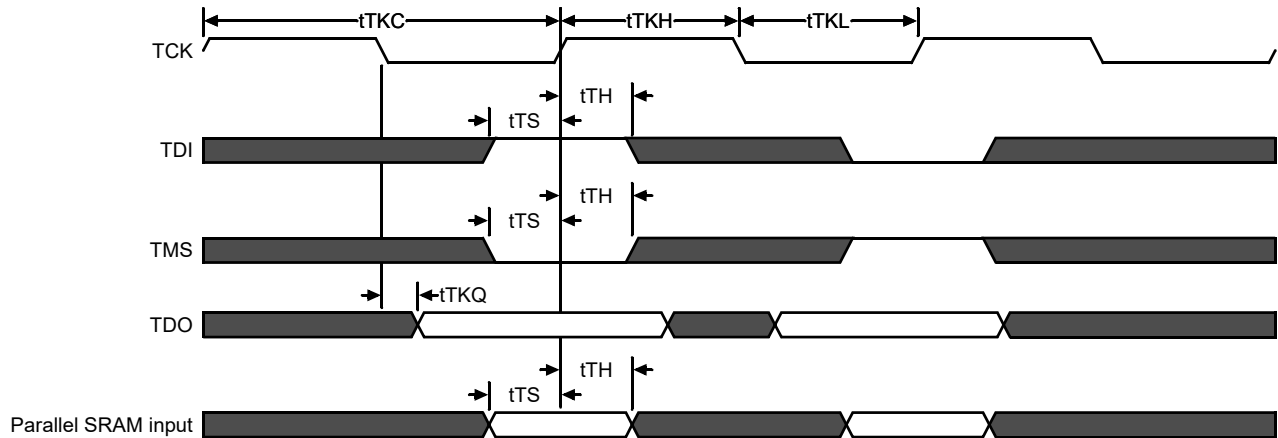 tTKC
tTKH
tTKL
TCK
tTH
tTS
TDI
tTH
tTS
TMS
tTKQ
TDO
tTH
tTS
Parallel SRAM input